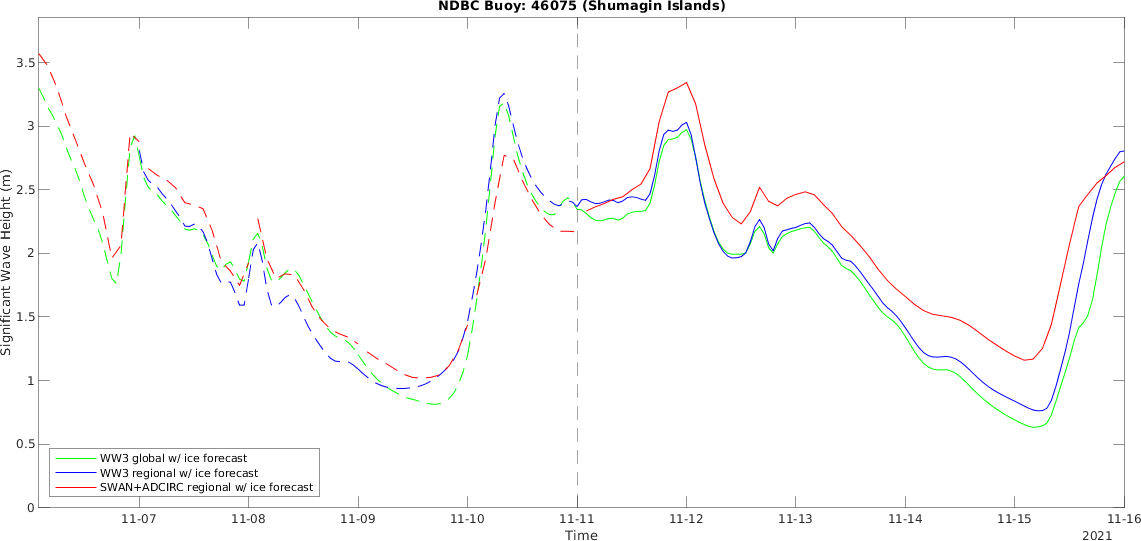 NDBC Buoy: 46075 (Shumagin Islands)
Significant Wave Height (m)
3.5
3
2.5
2
1.5
1
0.5
0
WW3 global w/ ice forecast
WW3 regional w/ ice forecast
SWAN+ADCIRC regional w/ ice forecast
11-07 11-08 11-09 11-10 11-11 11-12 11-13 11-14 11-15 11-16
Time
2021